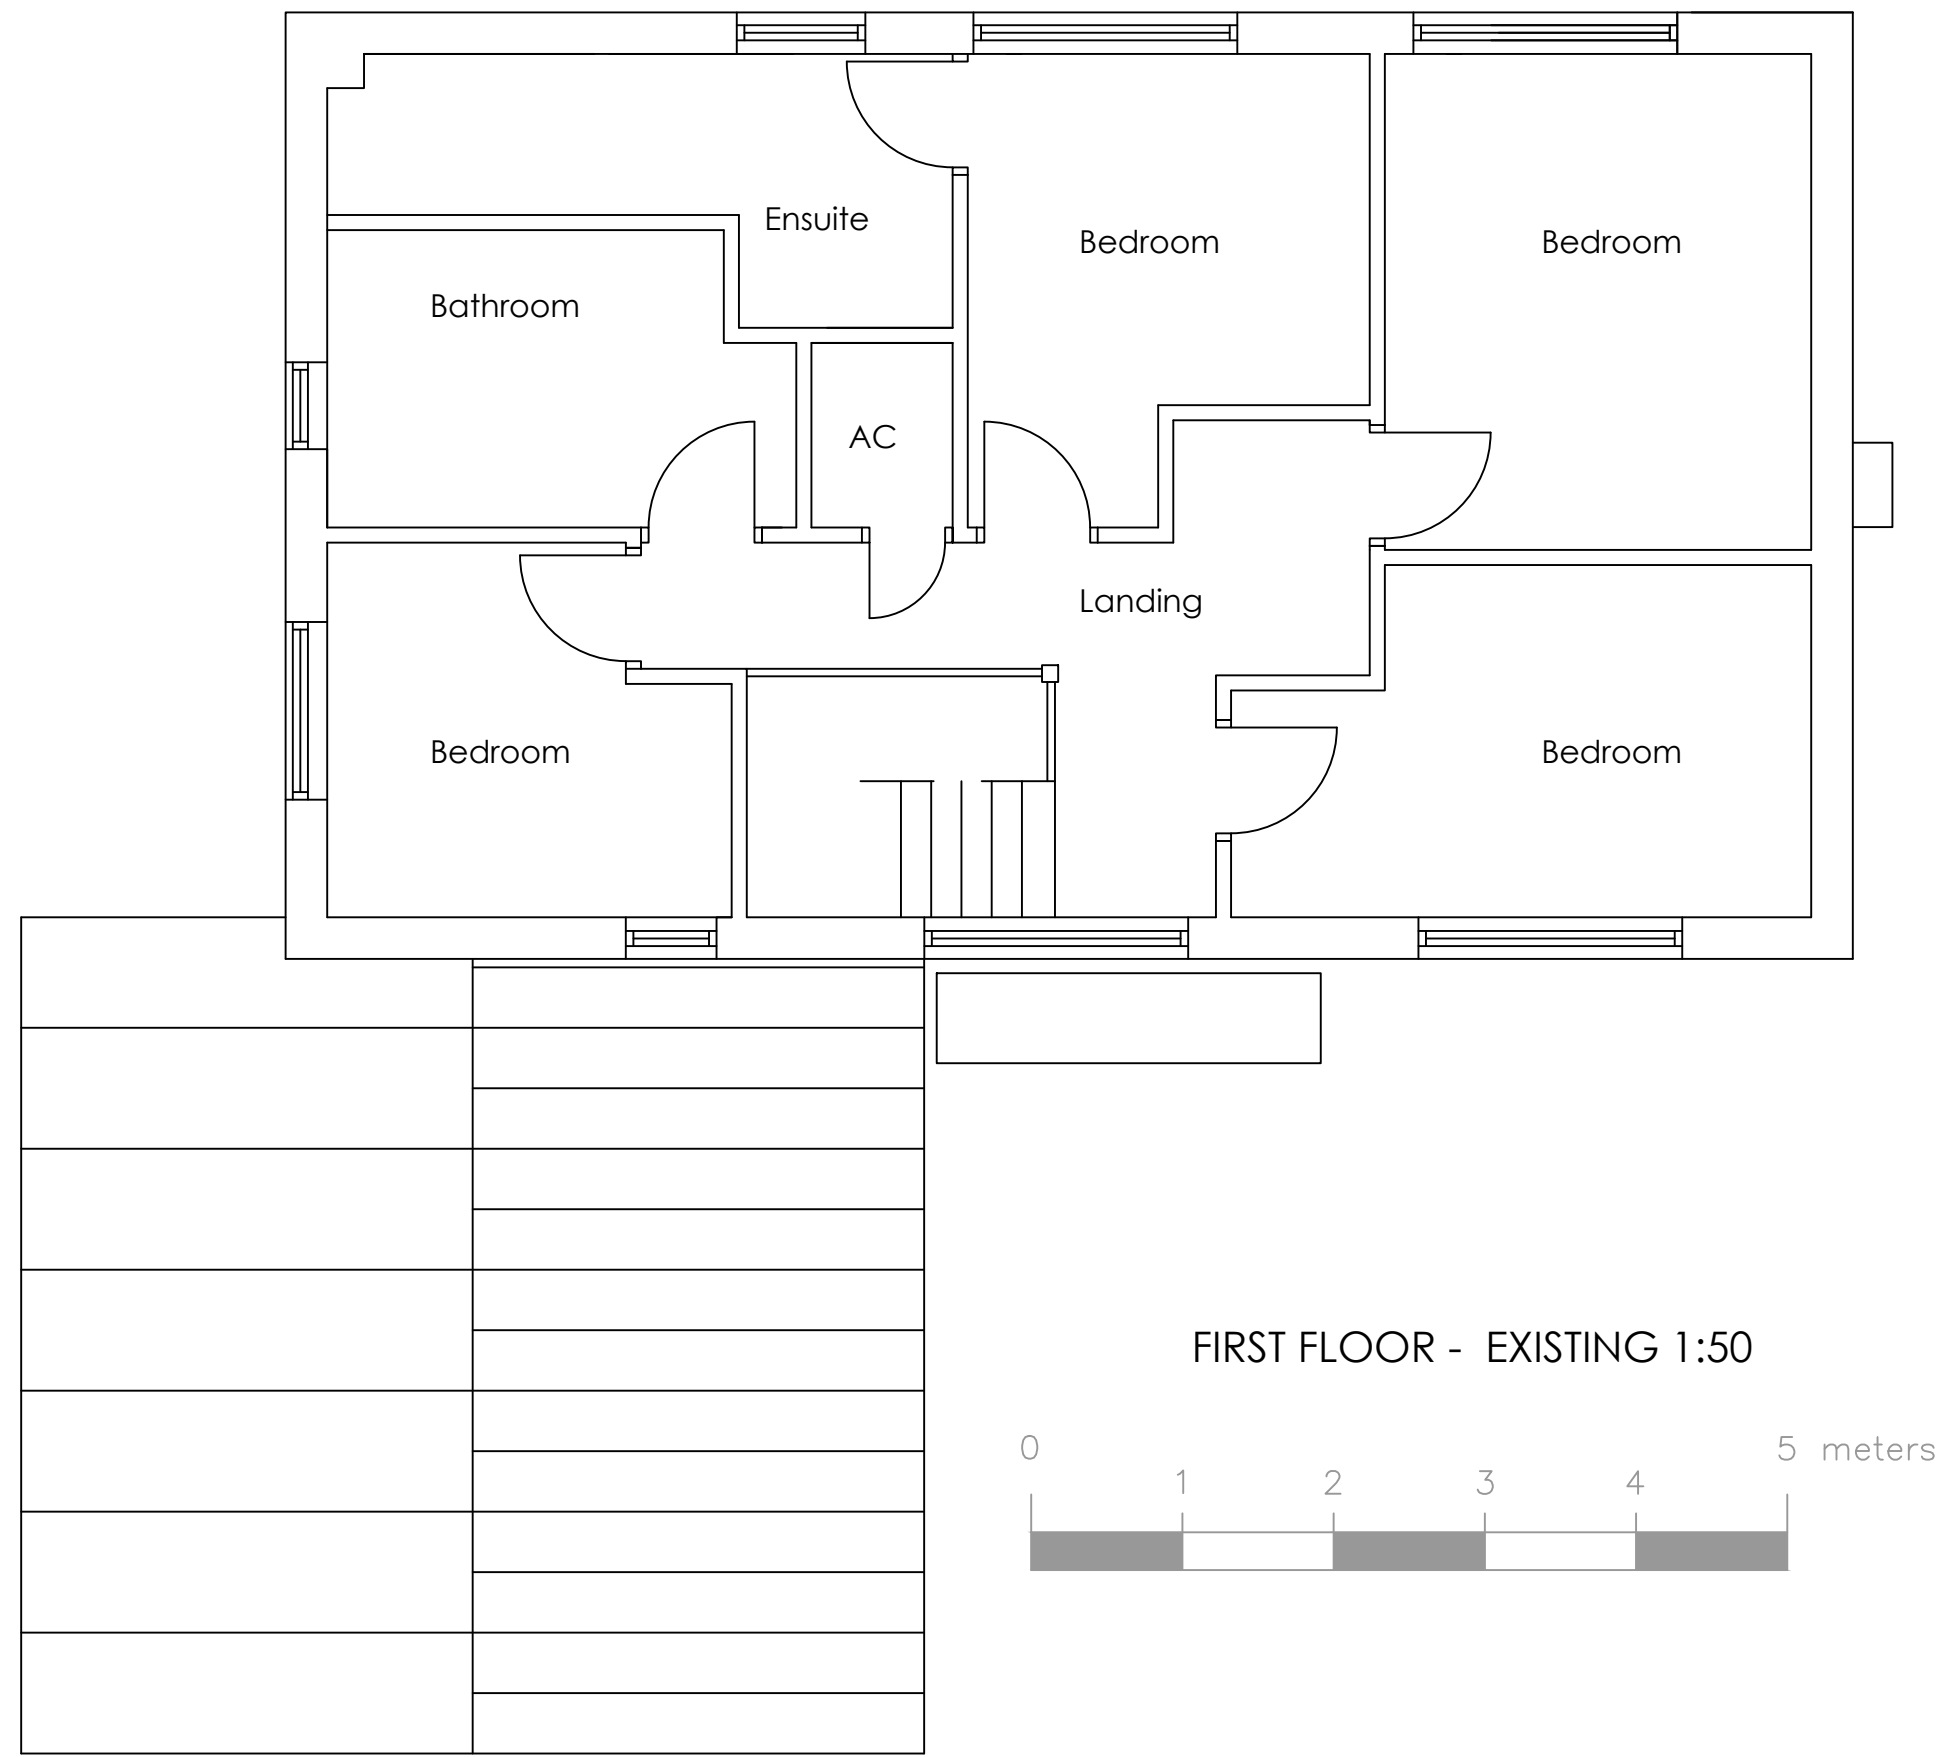 Ensuite
Bedroom
Bedroom
Bathroom
AC
Landing
Bedroom
Bedroom
FIRST FLOOR - EXISTING 1:50
0 5 meters
1 2 3 4